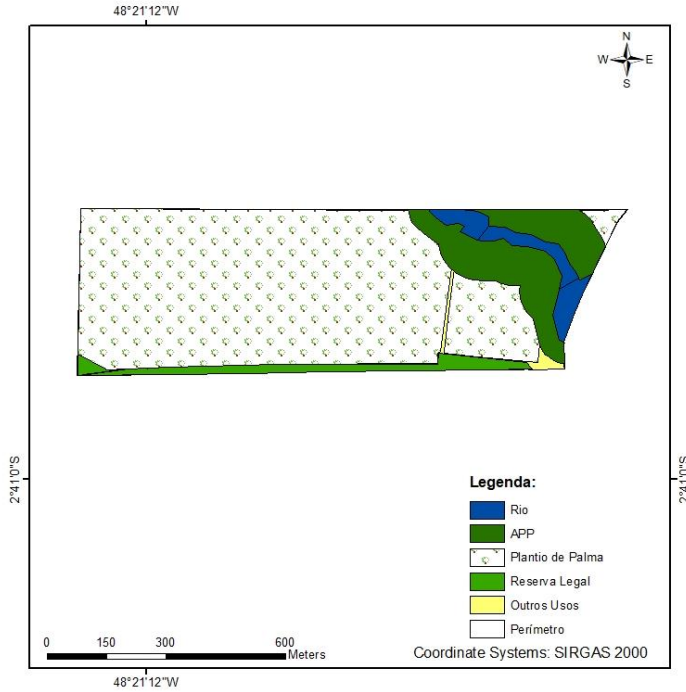 48°21'12"W
N
W E
S
2°41'0"S
2°41'0"S
Legenda:
Rio
APP
Plantio de Palma
Reserva Legal
Outros Usos
Perímetro
0 150 300 600
Meters
Coordinate Systems: SIRGAS 2000
48°21'12"W